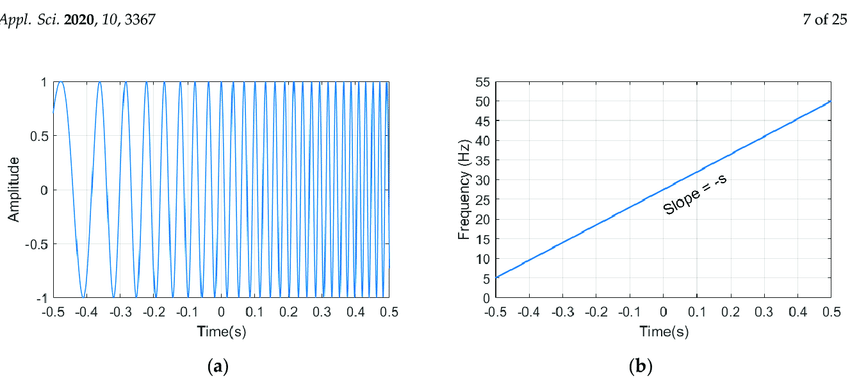 Appl. Sci. 2020, 10, 3367
7 of 25
1
0.5
0
-0.5
-1
Amplitude
-0.5 -0.4 -0.3 -0.2 -0.1 0 0.1 0.2 0.3 0.4 0.5
Time(s)
(a)
55
50
45
40
35
30
25
20
15
10
5
0
Frequency (Hz)
Slope = -s
-0.5 -0.4 -0.3 -0.2 -0.1 0 0.1 0.2 0.3 0.4 0.5
Time(s)
(b)